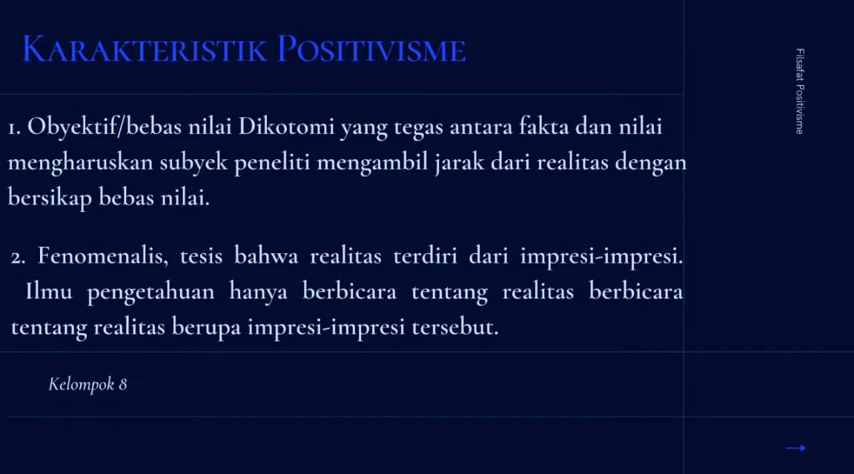 Karakteristik Positivisme
Filsafat Positivisme
1. Obyektif/bebas nilai Dikotomi yang tegas antara fakta dan nilai
mengharuskan subyek peneliti mengambil jarak dari realitas dengan
bersikap bebas nilai.
2. Fenomenalis, tesis bahwa realitas terdiri dari impresi-impresi.
Ilmu pengetahuan hanya berbicara tentang realitas berbicara
tentang realitas berupa impresi-impresi tersebut.
Kelompok 8